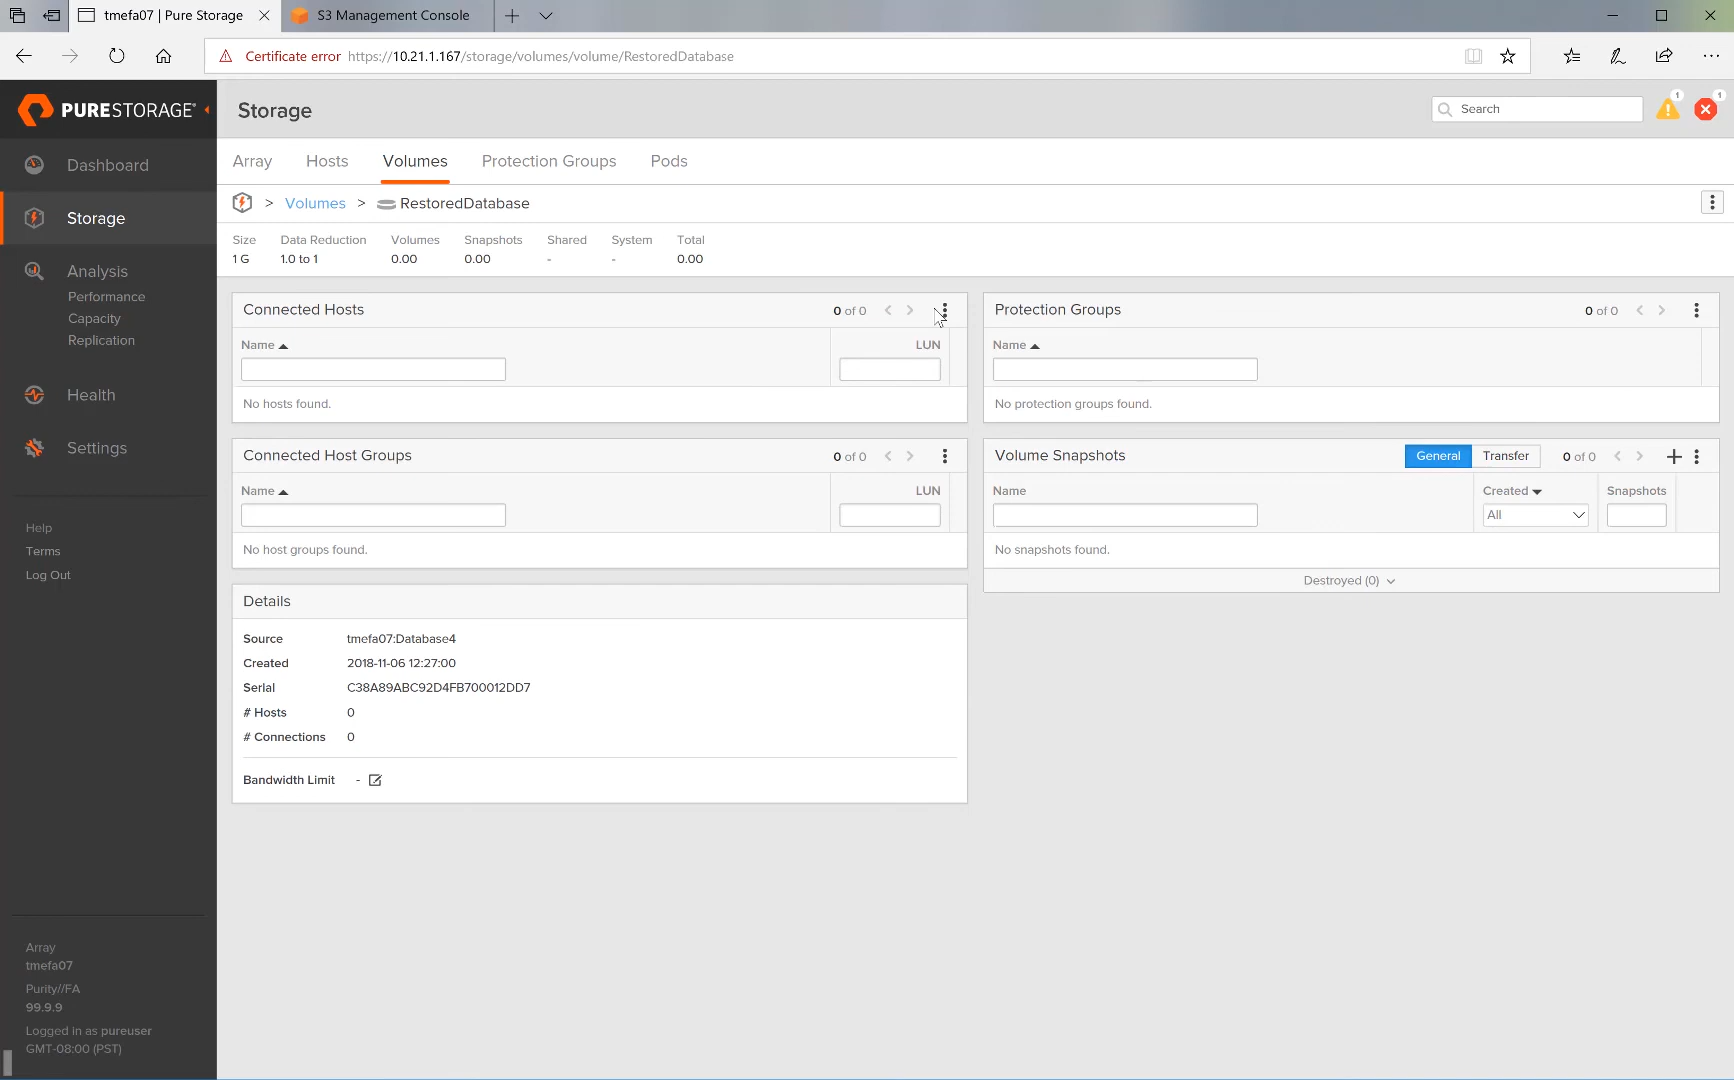 tmefa07 | Pure Storage
S3 Management Console
Certificate error https://10.21.1.167/storage/volumes/volume/RestoredDatabase
PURESTORAGE®
Storage
Search
1
1
Dashboard
Storage
Analysis
Performance
Capacity
Replication
Health
Settings
Help
Terms
Log Out
Array
tmefa07
Purity//FA
99.9.9
Logged in as pureuser
GMT-08:00 (PST)
Array Hosts Volumes Protection Groups Pods
> Volumes > RestoredDatabase
Size Data Reduction Volumes Snapshots Shared System Total
1 G 1.0 to 1 0.00 0.00 - - 0.00
Connected Hosts 0 of 0
Name LUN
No hosts found.
Connected Host Groups 0 of 0
Name LUN
No host groups found.
Details
Source tmefa07:Database4
Created 2018-11-06 12:27:00
Serial C38A89ABC92D4FB700012DD7
# Hosts 0
# Connections 0
Bandwidth Limit -
Protection Groups 0 of 0
Name
No protection groups found.
Volume Snapshots General Transfer 0 of 0
Name Created Snapshots
All
No snapshots found.
Destroyed (0)